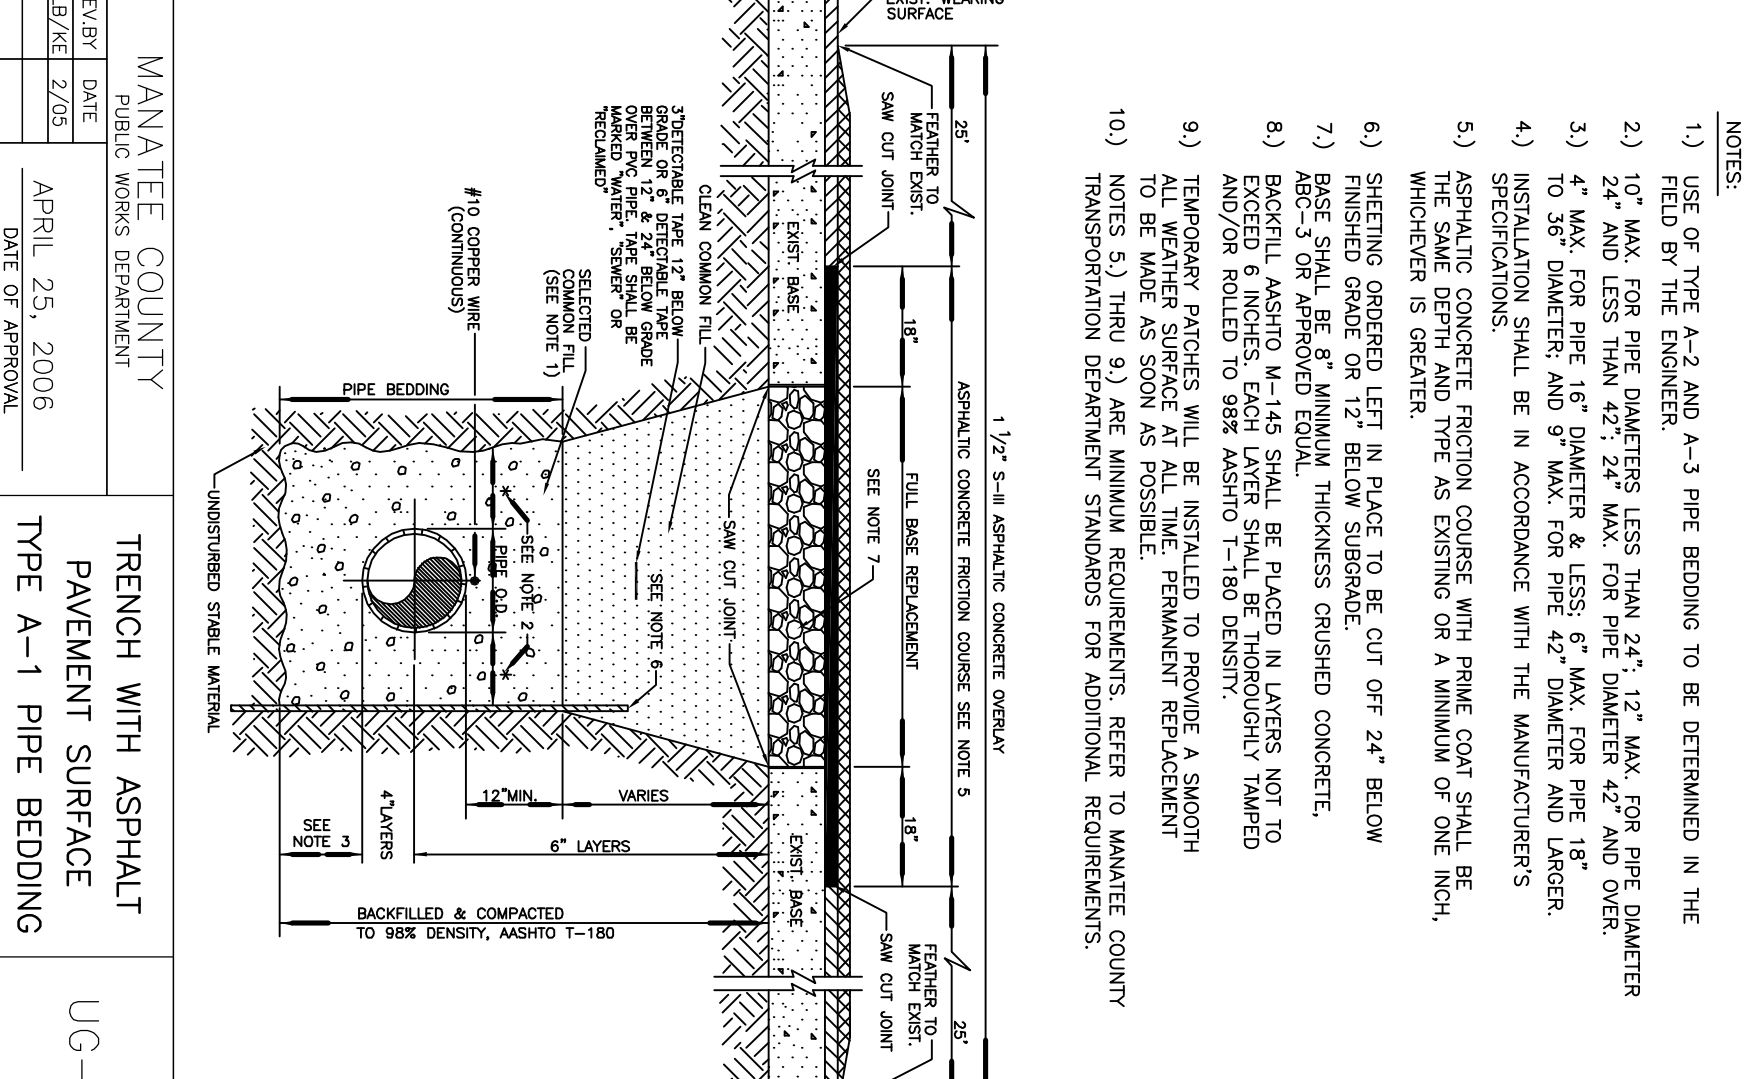 NOTES:
1.) USE OF TYPE A-2 AND A-3 PIPE BEDDING TO BE DETERMINED IN THE
FIELD BY THE ENGINEER.
2.) 10" MAX. FOR PIPE DIAMETERS LESS THAN 24"; 12" MAX. FOR PIPE DIAMETER
24" AND LESS THAN 42"; 24" MAX. FOR PIPE DIAMETER 42" AND OVER.
3.) 4" MAX. FOR PIPE 16" DIAMETER & LESS; 6" MAX. FOR PIPE 18"
TO 36" DIAMETER; AND 9" MAX. FOR PIPE 42" DIAMETER AND LARGER.
4.) INSTALLATION SHALL BE IN ACCORDANCE WITH THE MANUFACTURER'S
SPECIFICATIONS.
5.) ASPHALTIC CONCRETE FRICTION COURSE WITH PRIME COAT SHALL BE
THE SAME DEPTH AND TYPE AS EXISTING OR A MINIMUM OF ONE INCH,
WHICHEVER IS GREATER.
6.) SHEETING ORDERED LEFT IN PLACE TO BE CUT OFF 24" BELOW
FINISHED GRADE OR 12" BELOW SUBGRADE.
7.) BASE SHALL BE 8" MINIMUM THICKNESS CRUSHED CONCRETE,
ABC-3 OR APPROVED EQUAL.
8.) BACKFILL AASHTO M-145 SHALL BE PLACED IN LAYERS NOT TO
EXCEED 6 INCHES. EACH LAYER SHALL BE THOROUGHLY TAMPED
AND/OR ROLLED TO 98% AASHTO T-180 DENSITY.
9.) TEMPORARY PATCHES WILL BE INSTALLED TO PROVIDE A SMOOTH
ALL WEATHER SURFACE AT ALL TIME. PERMANENT REPLACEMENT
TO BE MADE AS SOON AS POSSIBLE.
10.) NOTES 5.) THRU 9.) ARE MINIMUM REQUIREMENTS. REFER TO MANATEE COUNTY
TRANSPORTATION DEPARTMENT STANDARDS FOR ADDITIONAL REQUIREMENTS.
EXIST. WEARING
SURFACE
1 1/2" S-III ASPHALTIC CONCRETE OVERLAY
25'
ASPHALTIC CONCRETE FRICTION COURSE SEE NOTE 5
25'
FEATHER TO
MATCH EXIST.
SAW CUT JOINT
18"
FULL BASE REPLACEMENT
18"
FEATHER TO
MATCH EXIST.
SAW CUT JOINT
SEE NOTE 7
EXIST. BASE
EXIST. BASE
SAW CUT JOINT
CLEAN COMMON FILL
3"DETECTABLE TAPE 12" BELOW
GRADE OR 6" DETECTABLE TAPE
BETWEEN 12" & 24" BELOW GRADE
OVER PVC PIPE. TAPE SHALL BE
MARKED "WATER", "SEWER" OR
"RECLAIMED"
SEE NOTE 6
SELECTED
COMMON FILL
(SEE NOTE 1)
* SEE NOTE 2 *
PIPE O.D.
#10 COPPER WIRE
(CONTINUOUS)
PIPE BEDDING
VARIES
12"MIN.
6" LAYERS
4"LAYERS
SEE
NOTE 3
BACKFILLED & COMPACTED
TO 98% DENSITY, AASHTO T-180
UNDISTURBED STABLE MATERIAL
MANATEE COUNTY
PUBLIC WORKS DEPARTMENT
EV.BY DATE
LB/KE 2/05
APRIL 25, 2006
DATE OF APPROVAL
TRENCH WITH ASPHALT
PAVEMENT SURFACE
TYPE A-1 PIPE BEDDING
UG-